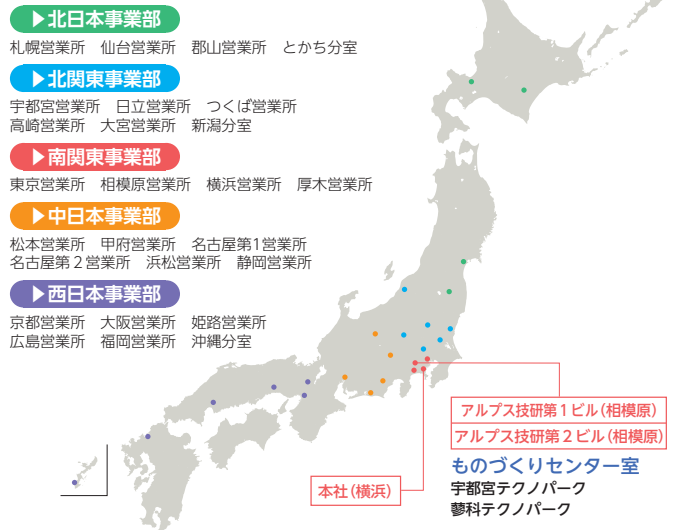 ▶北日本事業部
札幌営業所　仙台営業所　郡山営業所　とかち分室
▶北関東事業部
宇都宮営業所　日立営業所　つくば営業所
高崎営業所　大宮営業所　新潟分室
▶南関東事業部
東京営業所　相模原営業所　横浜営業所　厚木営業所
▶中日本事業部
松本営業所　甲府営業所　名古屋第1営業所
名古屋第２営業所　浜松営業所　静岡営業所
▶西日本事業部
京都営業所　大阪営業所　姫路営業所
広島営業所　福岡営業所　沖縄分室
アルプス技研第１ビル（相模原）
アルプス技研第２ビル（相模原）
本社（横浜）
ものづくりセンター室
宇都宮テクノパーク
蓼科テクノパーク